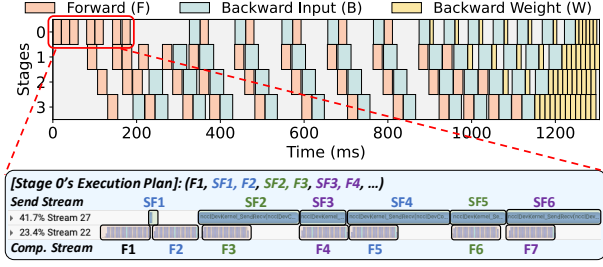 Forward (F) Backward Input (B) Backward Weight (W)
Stages
0
1
2
3
0 200 400 600 800 1000 1200
Time (ms)
[Stage 0's Execution Plan]: (F1, SF1, F2, SF2, F3, SF3, F4, …)
Send Stream SF1 SF2 SF3 SF4 SF5 SF6
41.7% Stream 27
23.4% Stream 22
Comp. Stream F1 F2 F3 F4 F5 F6 F7